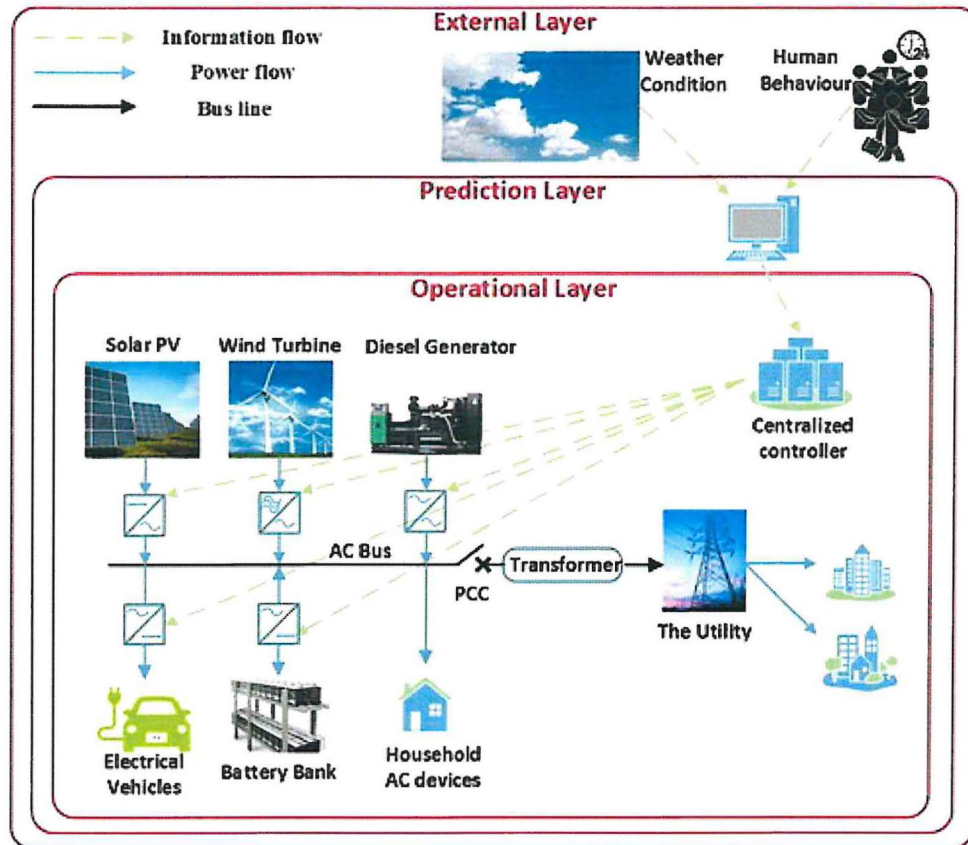 External Layer
Information flow
Power flow
Bus line
Weather
Condition
Human
Behaviour
24
Prediction Layer
Operational Layer
Solar PV
Wind Turbine
Diesel Generator
Centralized
controller
AC Bus
PCC
Transformer
The Utility
Electrical
Vehicles
Battery Bank
Household
AC devices